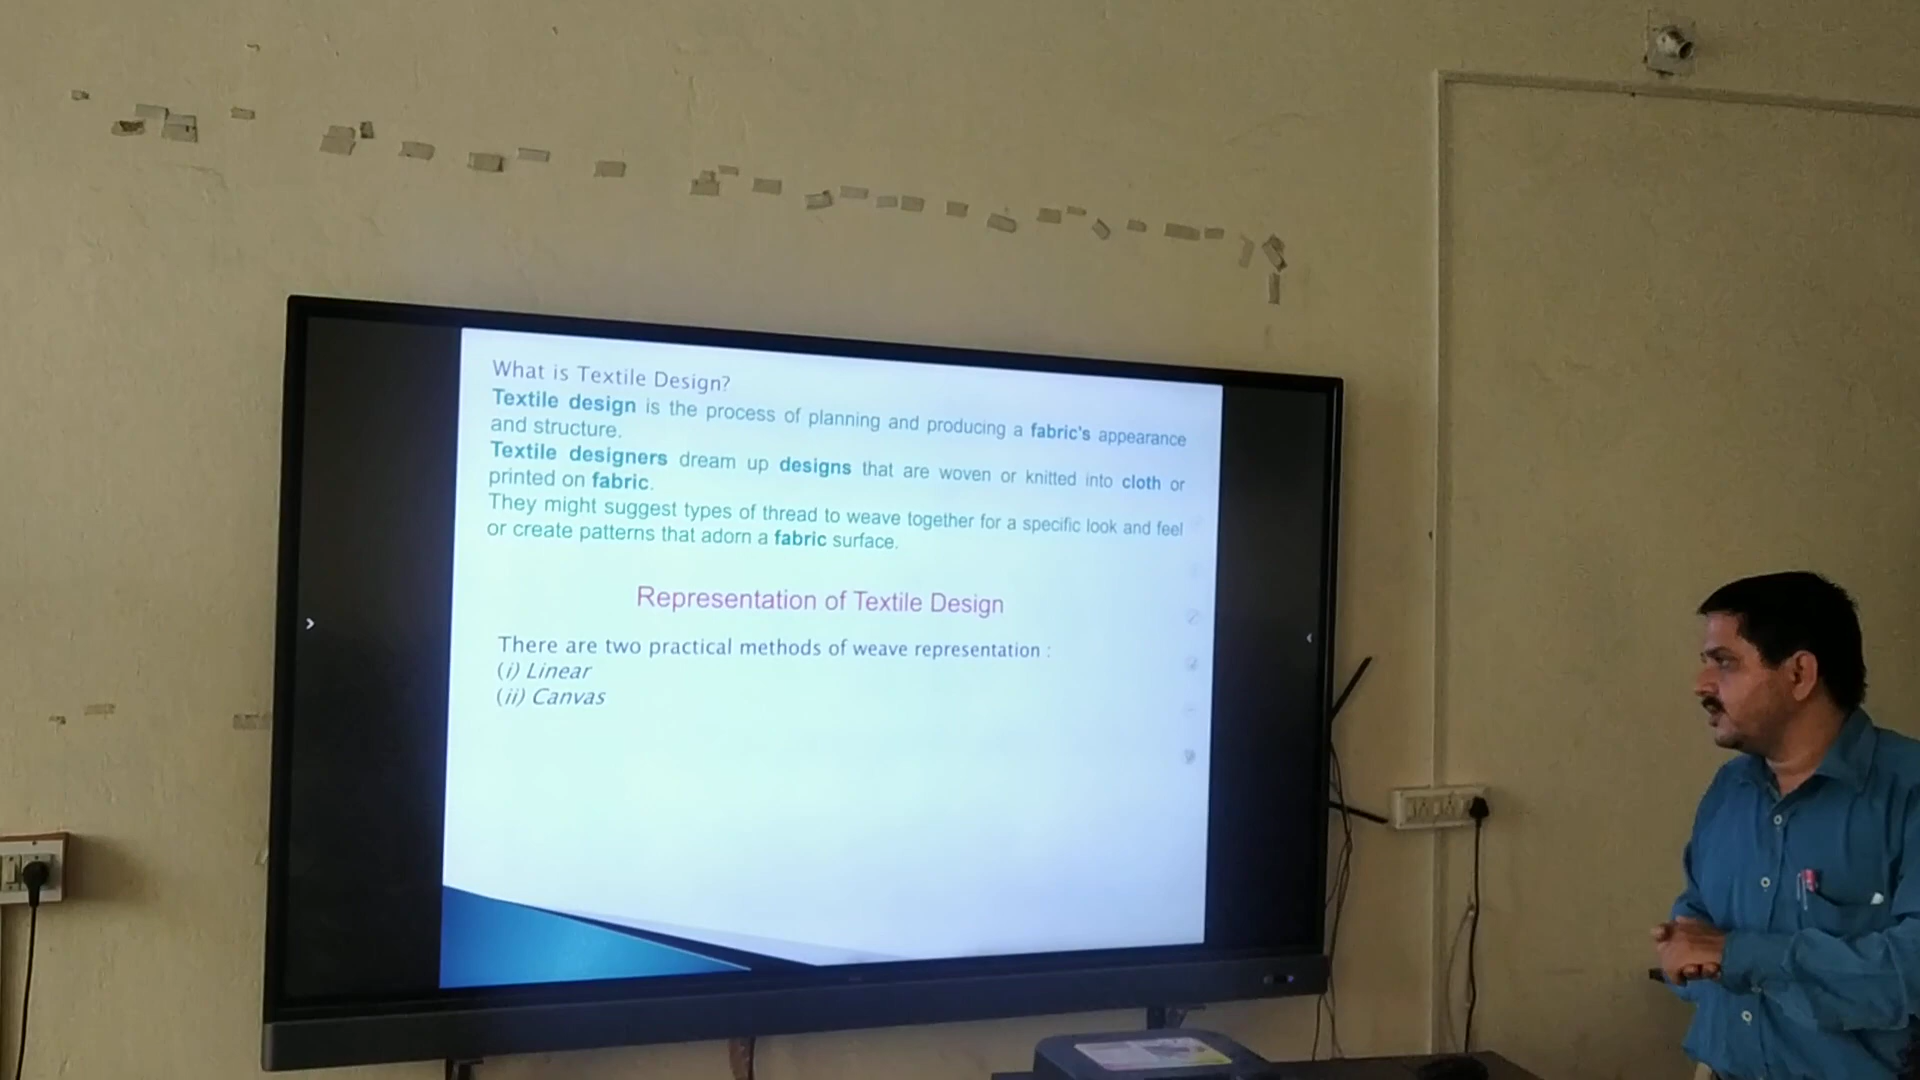 What is Textile Design?
Textile design is the process of planning and producing a fabric's appearance
and structure.
Textile designers dream up designs that are woven or knitted into cloth or
printed on fabric.
They might suggest types of thread to weave together for a specific look and feel
or create patterns that adorn a fabric surface.
Representation of Textile Design
There are two practical methods of weave representation :
(i) Linear
(ii) Canvas